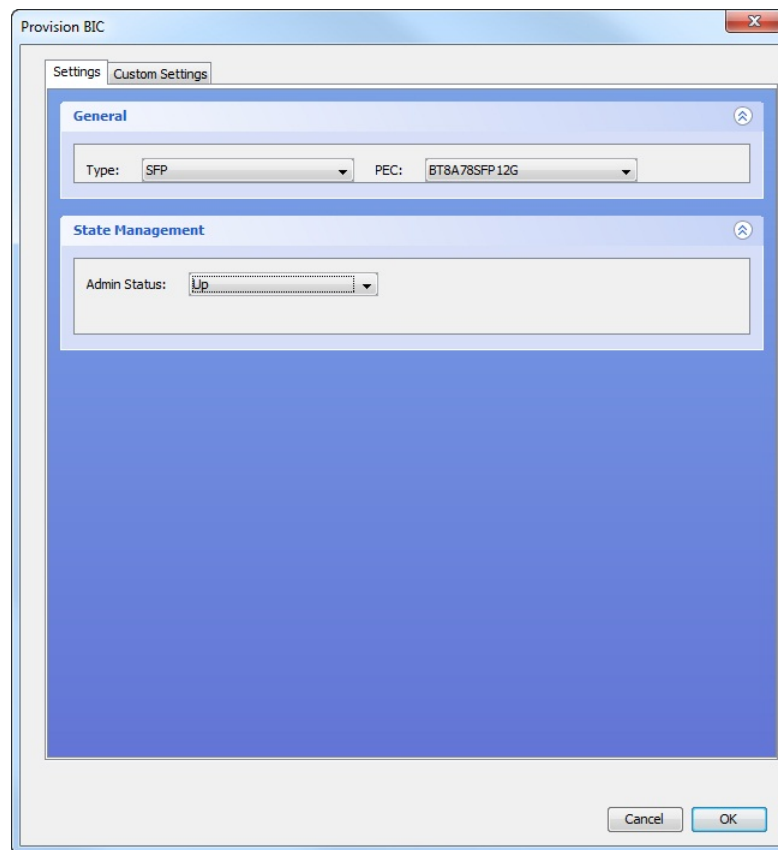 Provision BIC
Settings Custom Settings
General
Type: SFP PEC: BT8A78SFP12G
State Management
Admin Status: Up
Cancel OK